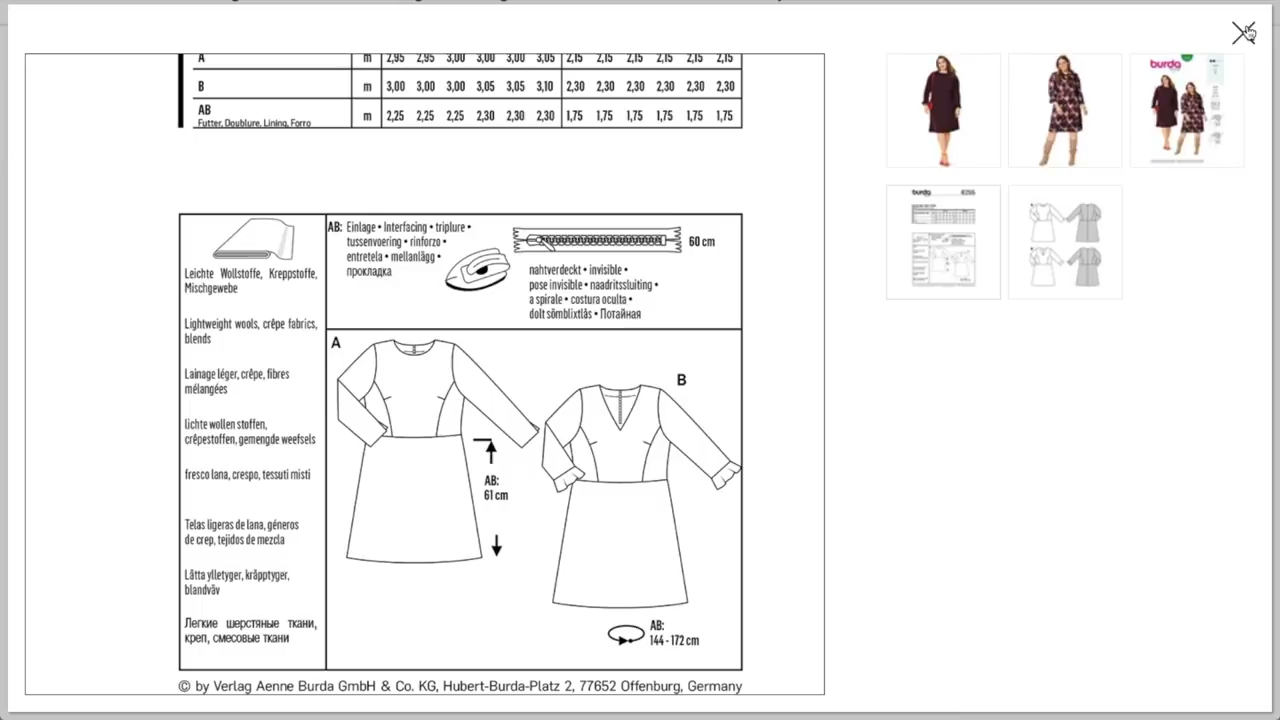 A m 2,95 2,95 3,00 3,00 3,00 3,05 2,15 2,15 2,15 2,15 2,15 2,15
B m 3,00 3,00 3,00 3,05 3,05 3,10 2,30 2,30 2,30 2,30 2,30 2,30
AB m 2,25 2,25 2,25 2,30 2,30 2,30 1,75 1,75 1,75 1,75 1,75 1,75
Futter, Doublure, Lining, Forro
Leichte Wollstoffe, Kreppstoffe,
Mischgewebe
Lightweight wools, crêpe fabrics,
blends
Lainage léger, crêpe, fibres
mélangées
lichte wollen stoffen,
crêpestoffen, gemengde weefsels
fresco lana, crespo, tessuti misti
Telas ligeras de lana, géneros
de crep, tejidos de mezcla
Lätta ylletyger, kräpptyger,
blandväv
Легкие шерстяные ткани,
креп, смесовые ткани
AB: Einlage • Interfacing • triplure •
tussenvoering • rinforzo •
entretela • mellanlägg •
прокладка
60 cm
nahtverdeckt • invisible •
pose invisible • naadritssluiting •
a spirale • costura oculta •
dolt sömblixtlås • Потайная
A
B
AB:
61 cm
AB:
144 - 172 cm
© by Verlag Aenne Burda GmbH & Co. KG, Hubert-Burda-Platz 2, 77652 Offenburg, Germany
burda
burda